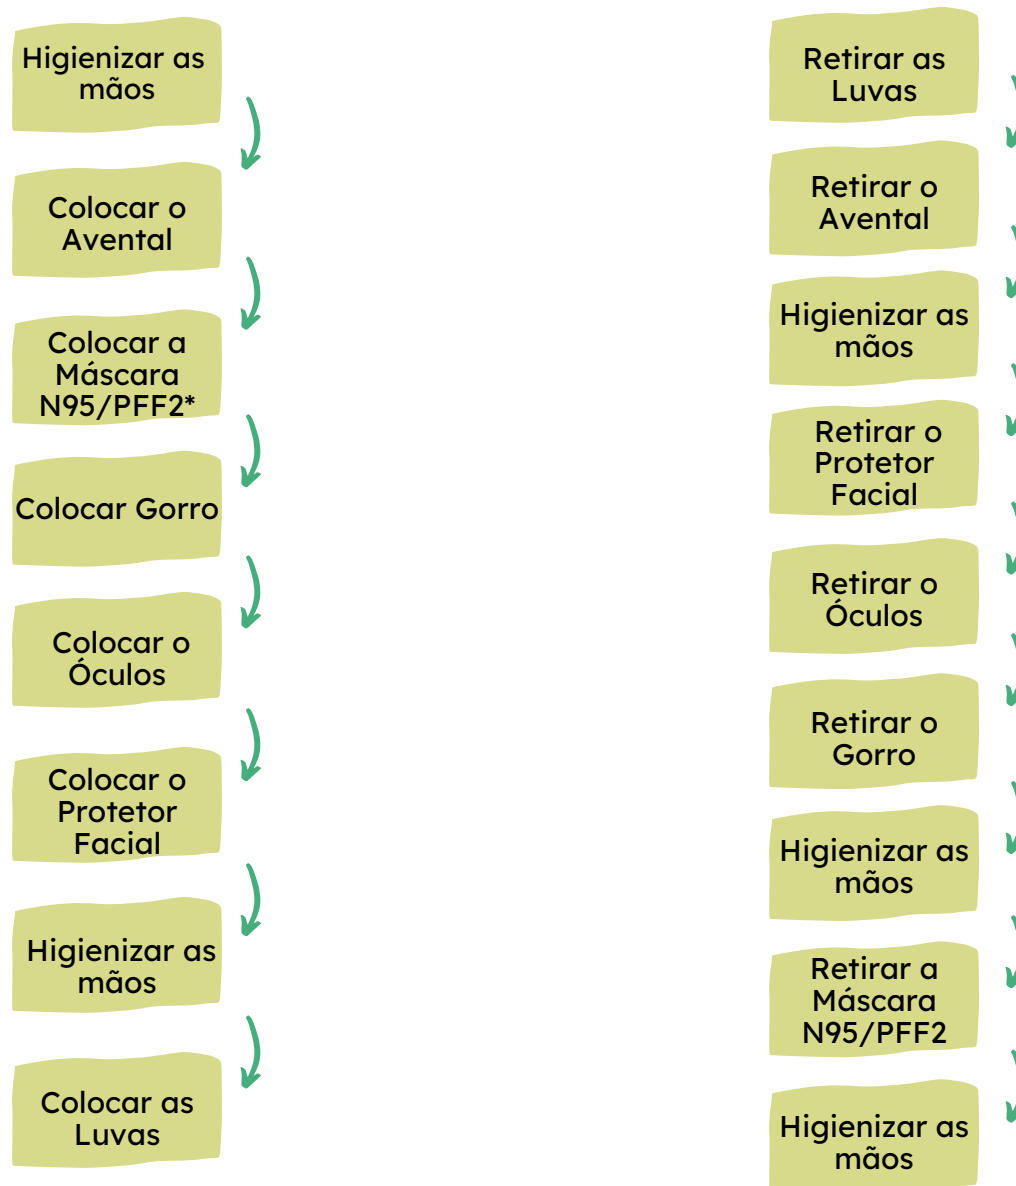 Higienizar as
mãos
Colocar o
Avental
Colocar a
Máscara
N95/PFF2*
Colocar Gorro
Colocar o
Óculos
Colocar o
Protetor
Facial
Higienizar as
mãos
Colocar as
Luvas
Retirar as
Luvas
Retirar o
Avental
Higienizar as
mãos
Retirar o
Protetor
Facial
Retirar o
Óculos
Retirar o
Gorro
Higienizar as
mãos
Retirar a
Máscara
N95/PFF2
Higienizar as
mãos